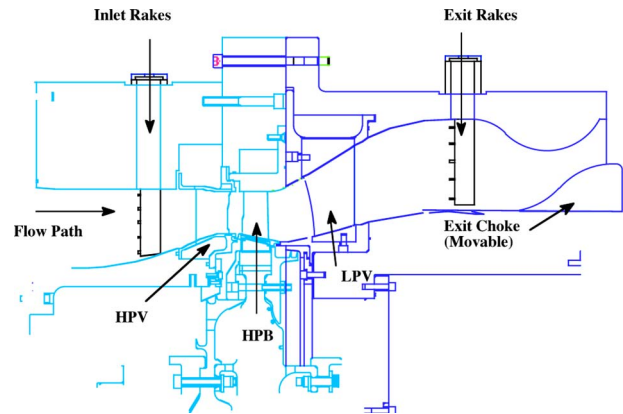 Inlet Rakes
Exit Rakes
Flow Path
Exit Choke
(Movable)
LPV
HPV
HPB